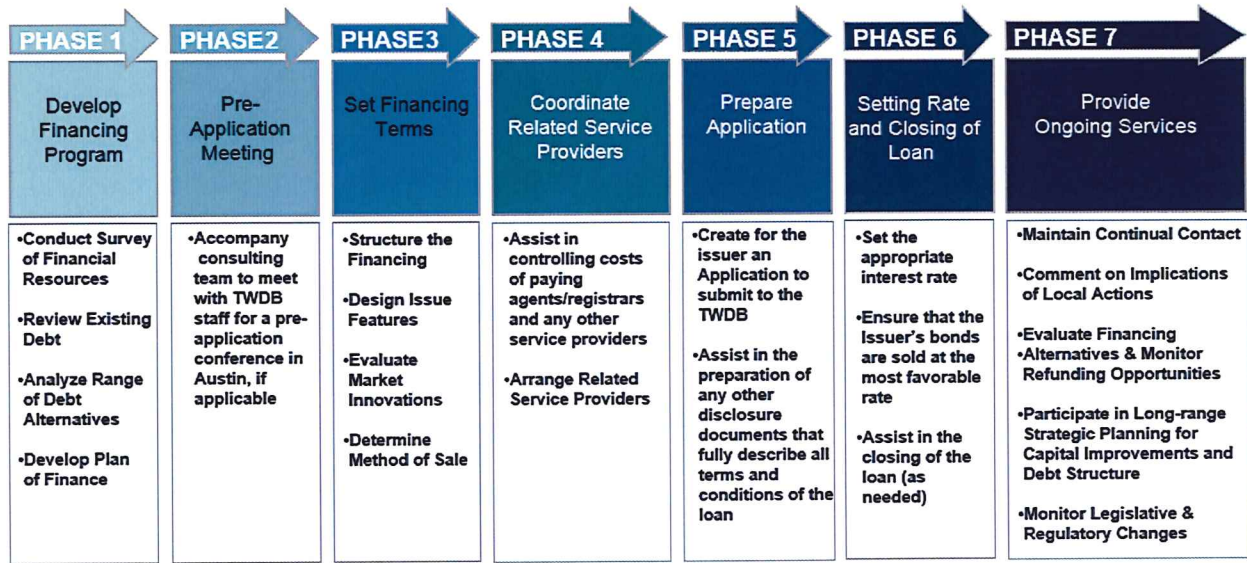 PHASE 1
PHASE2
PHASE3
PHASE 4
PHASE 5
PHASE 6
PHASE 7
Develop
Financing
Program
Pre-
Application
Meeting
Set Financing
Terms
Coordinate
Related Service
Providers
Prepare
Application
Setting Rate
and Closing of
Loan
Provide
Ongoing Services
•Conduct Survey
of Financial
Resources
•Review Existing
Debt
•Analyze Range
of Debt
Alternatives
•Develop Plan
of Finance
•Accompany
consulting
team to meet
with TWDB
staff for a pre-
application
conference in
Austin, if
applicable
•Structure the
Financing
•Design Issue
Features
•Evaluate
Market
Innovations
•Determine
Method of Sale
•Assist in
controlling costs
of paying
agents/registrars
and any other
service providers
•Arrange Related
Service Providers
•Create for the
issuer an
Application to
submit to the
TWDB
•Assist in the
preparation of
any other
disclosure
documents that
fully describe all
terms and
conditions of the
loan
•Set the
appropriate
interest rate
•Ensure that the
Issuer's bonds
are sold at the
most favorable
rate
•Assist in the
closing of the
loan (as
needed)
•Maintain Continual Contact
•Comment on Implications
of Local Actions
•Evaluate Financing
•Alternatives & Monitor
Refunding Opportunities
•Participate in Long-range
Strategic Planning for
Capital Improvements and
Debt Structure
•Monitor Legislative &
Regulatory Changes